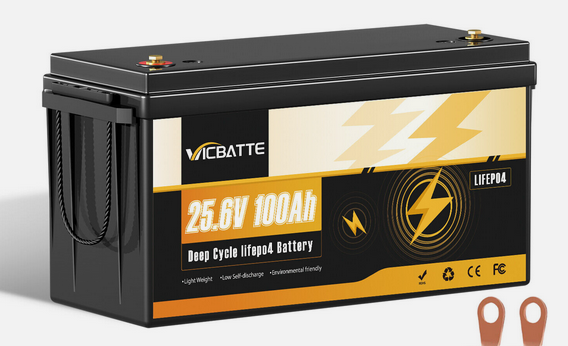 VICBATTE
25.6V 100Ah
LIFEPO4
Deep Cycle lifepo4 Battery
•Light Weight •Low Self-discharge •Environmental friendly
CE FC